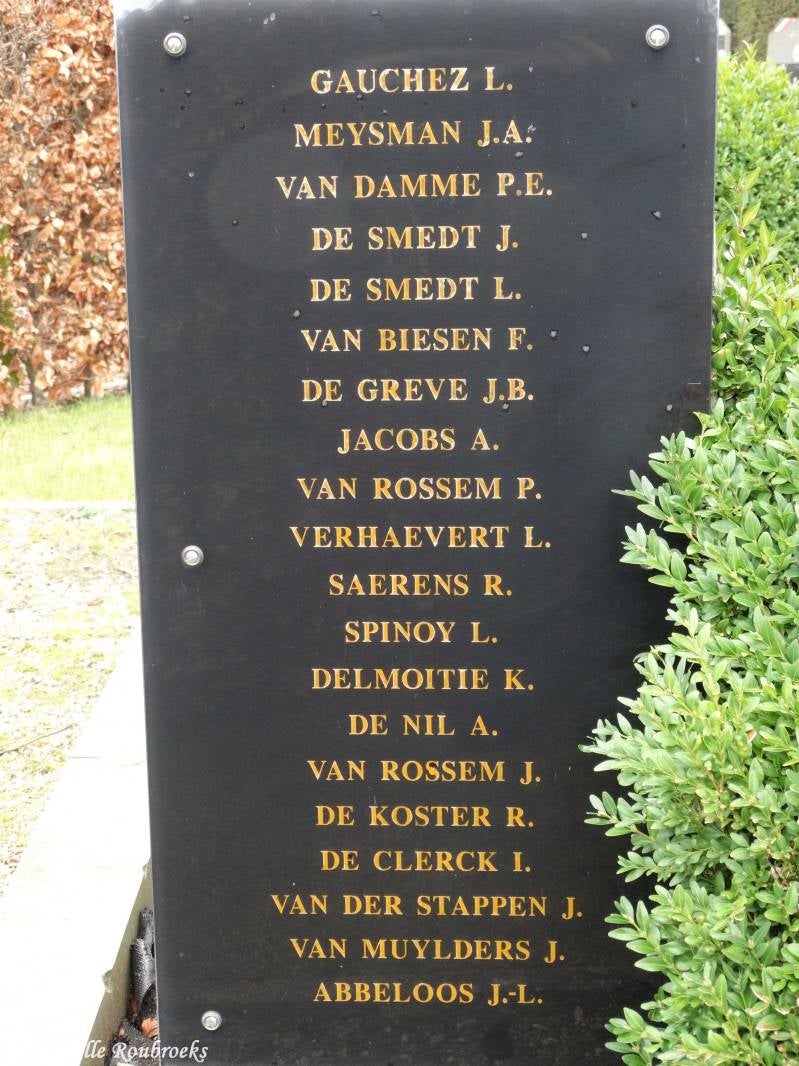 GAUCHEZ L.
MEYSMAN J.A.
VAN DAMME P.E.
DE SMEDT J.
DE SMEDT L.
VAN BIESEN F.
DE GREVE J.B.
JACOBS A.
VAN ROSSEM P.
VERHAEVERT L.
SAERENS R.
SPINOY L.
DELMOITIE K.
DE NIL A.
VAN ROSSEM J.
DE KOSTER R.
DE CLERCK I.
VAN DER STAPPEN J.
VAN MUYLDERS J.
ABBELOOS J.-L.
Roubroeks